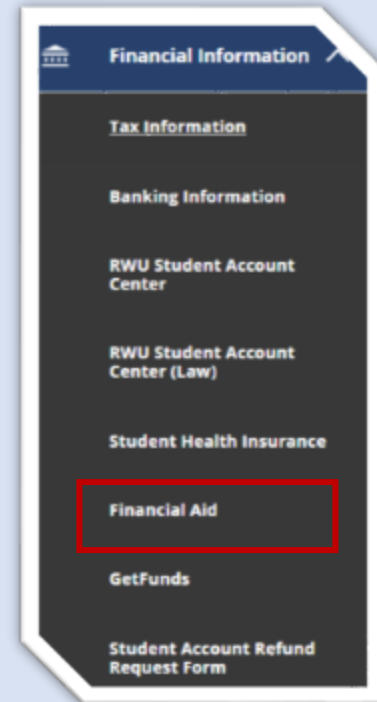 Financial Information
Tax Information
Banking Information
RWU Student Account
Center
RWU Student Account
Center (Law)
Student Health Insurance
Financial Aid
GetFunds
Student Account Refund
Request Form